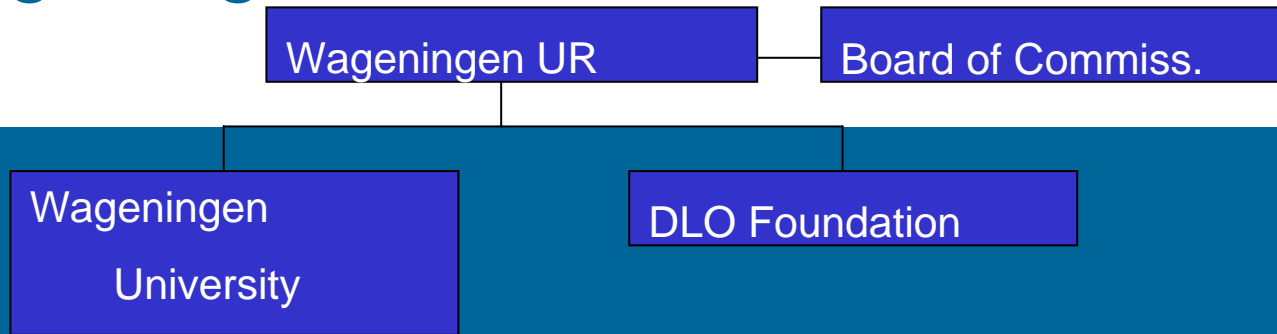 Wageningen UR
Board of Commiss.
Wageningen
University
DLO Foundation